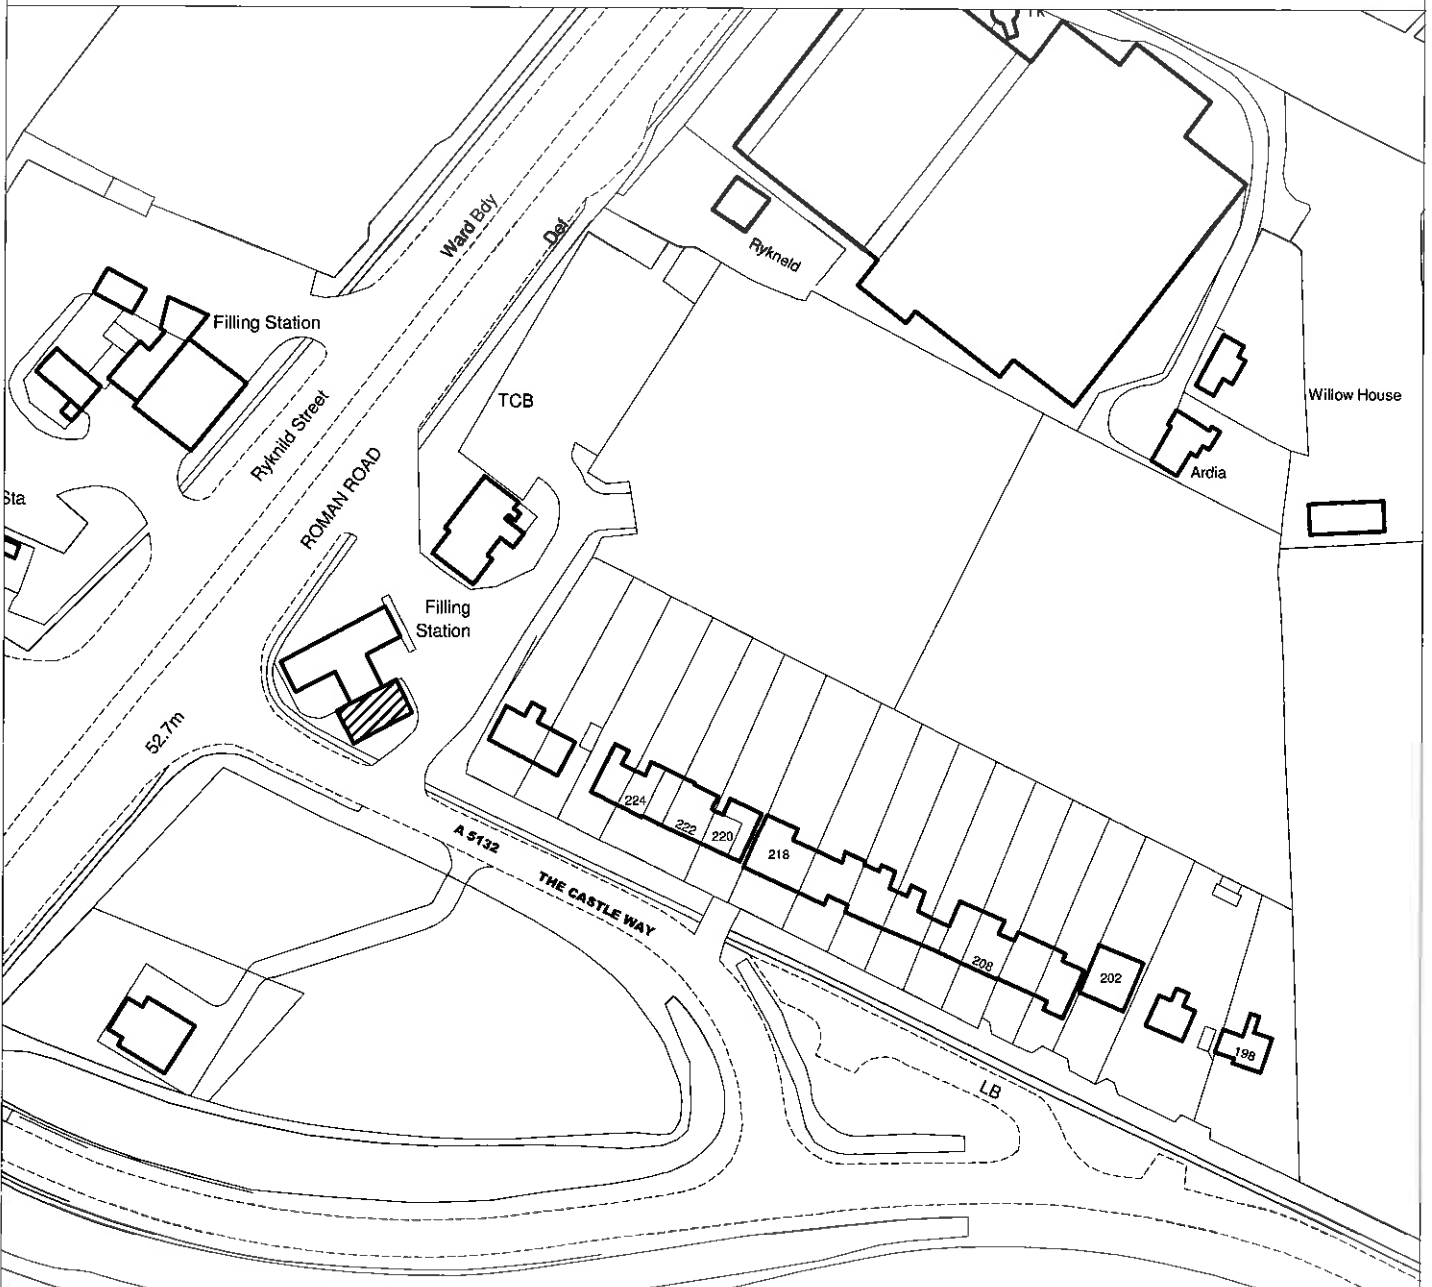 Ward Bdy
Def
Rykneld
Filling Station
Ryknild Street
ROMAN ROAD
TCB
Willow House
Ardia
Sta
Filling
Station
52.7m
224
222
220
218
A 5132
THE CASTLE WAY
208
202
198
LB